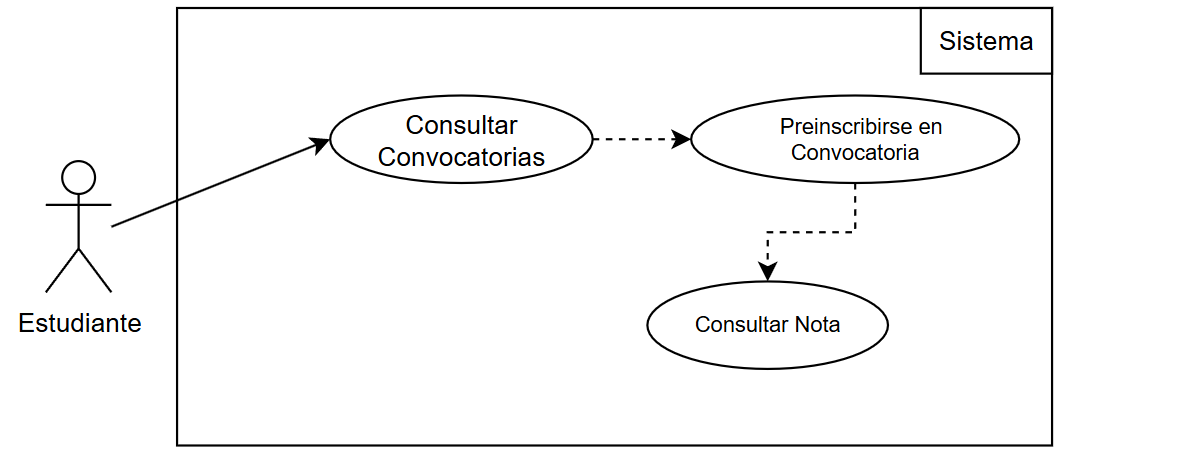 Sistema
Consultar
Convocatorias
Preinscribirse en
Convocatoria
Estudiante
Consultar Nota